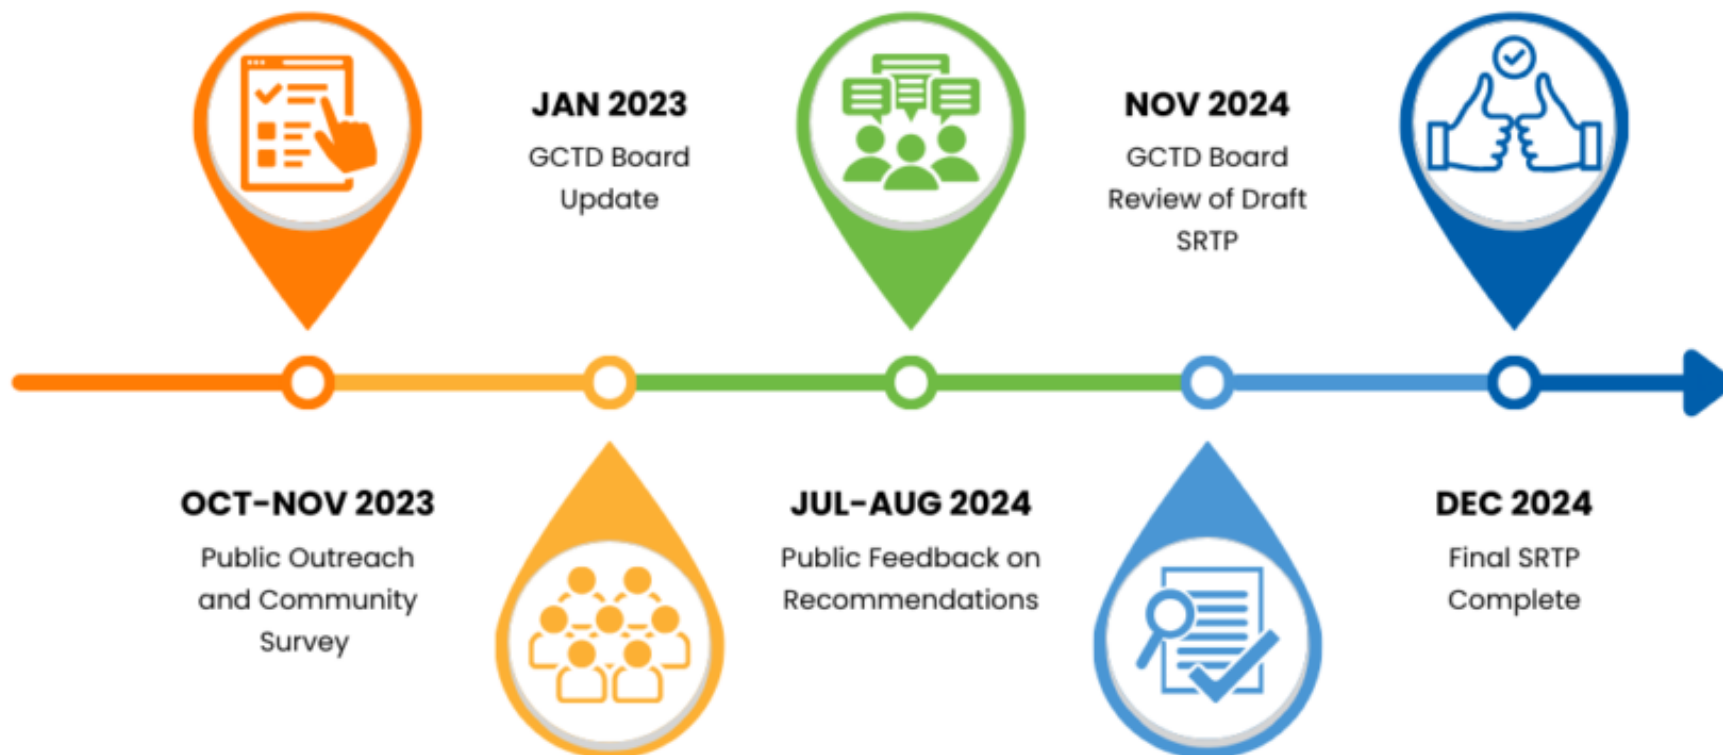 OCT-NOV 2023
Public Outreach
and Community
Survey
JAN 2023
GCTD Board
Update
JUL-AUG 2024
Public Feedback on
Recommendations
NOV 2024
GCTD Board
Review of Draft
SRTP
DEC 2024
Final SRTP
Complete